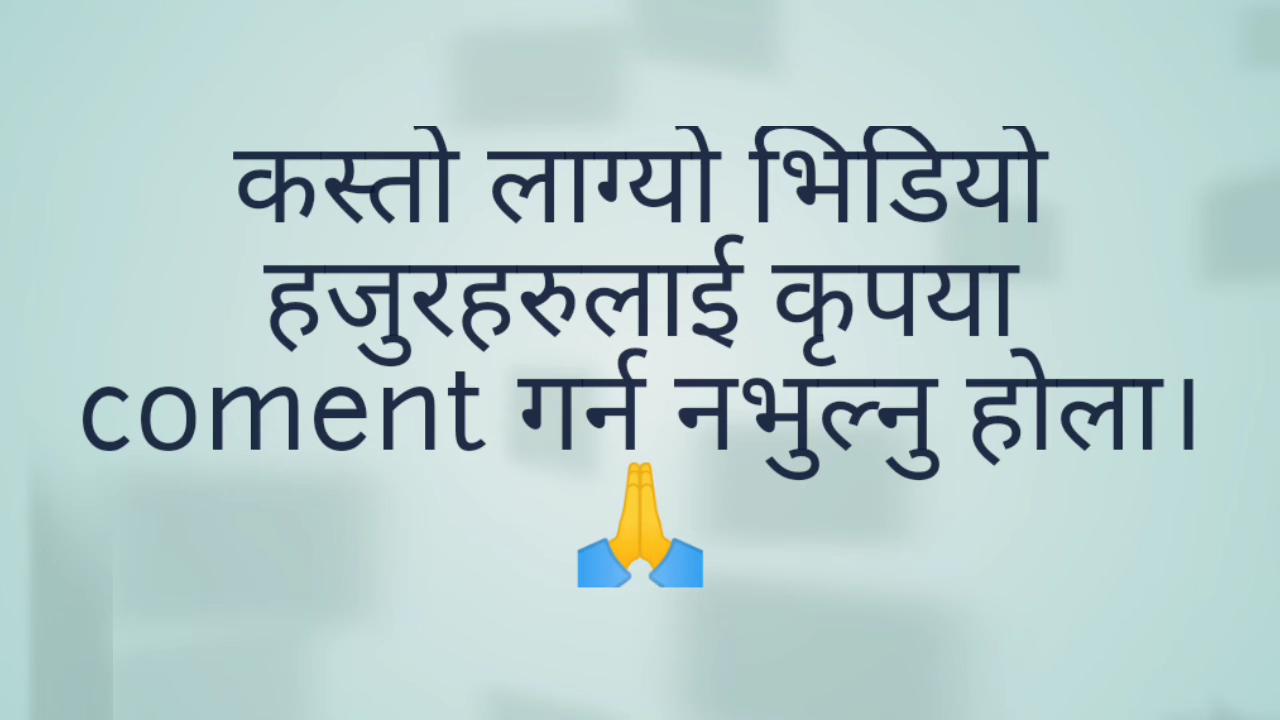 कस्तो लाग्यो भिडियो
हजुरहरुलाई कृपया
coment गर्न नभुल्नु होला।
🙏